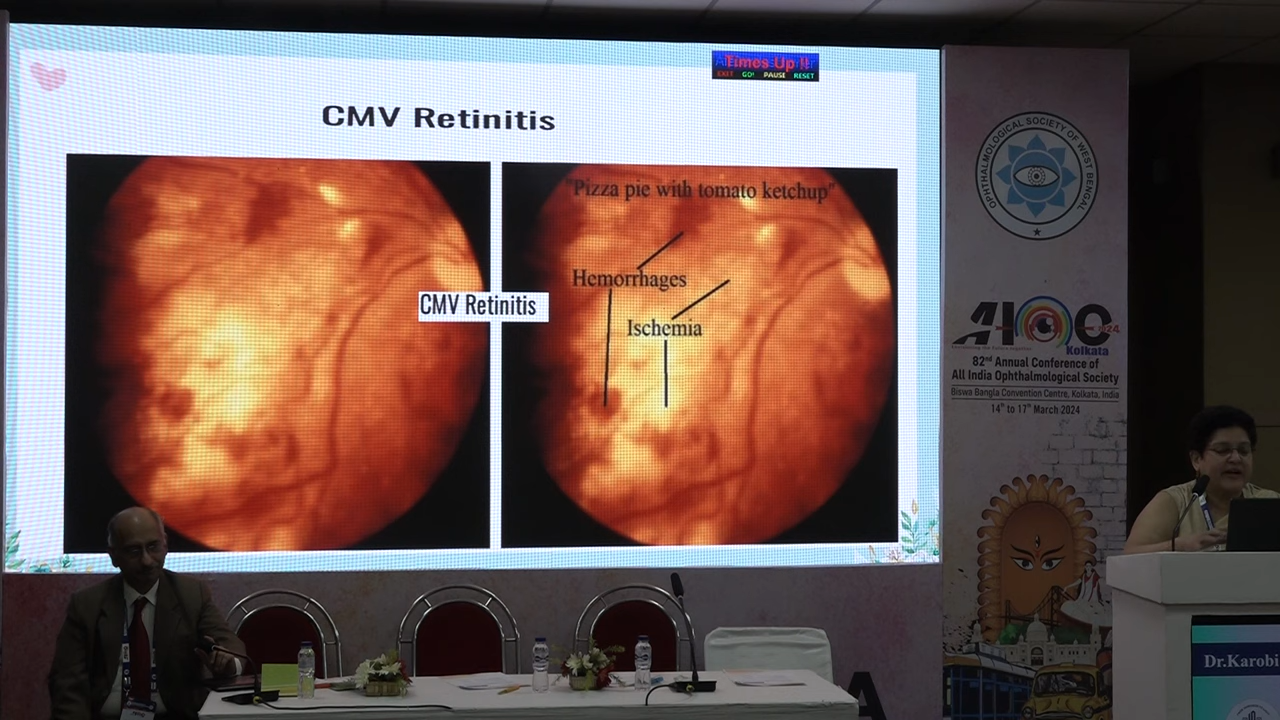 Times Up !!
EXIT GO! PAUSE RESET
CMV Retinitis
"Pizza pie with tomato ketchup"
Hemorrhages
Ischemia
CMV Retinitis
OPHTHALMOLOGICAL SOCIETY OF WEST BENGAL
AIOC 2024
Kolkata
82nd Annual Conference of
All India Ophthalmological Society
Biswa Bangla Convention Centre, Kolkata, India
14th to 17th March 2024
Dr.Karobi